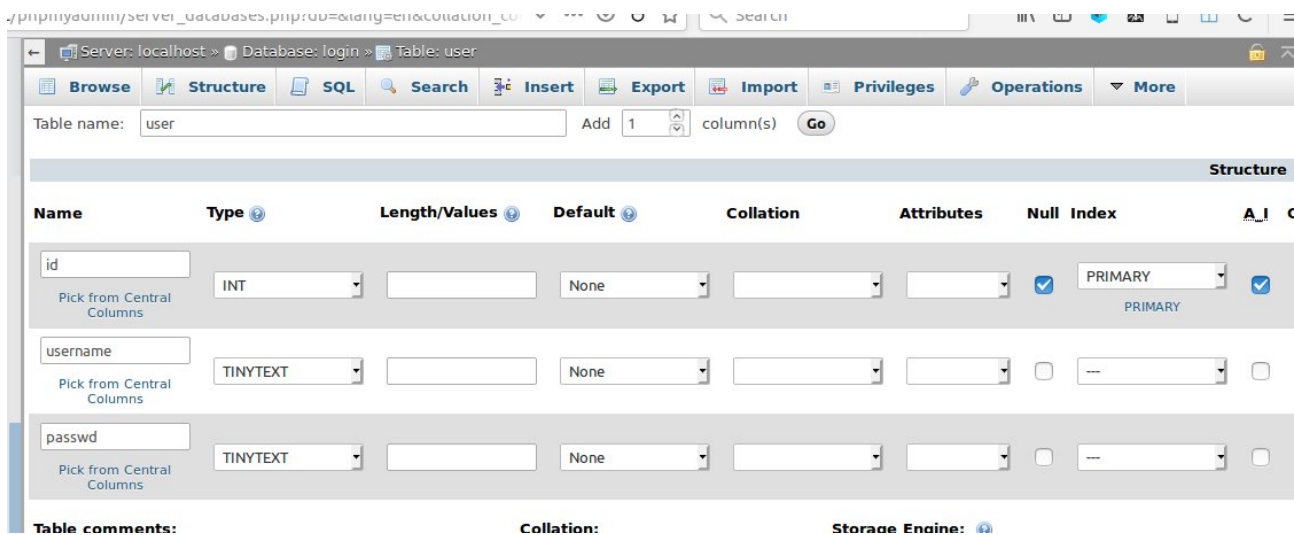 /phpmyadmin/server_databases.php?db=&lang=en&collation_co
Search
Server: localhost » Database: login » Table: user
Browse Structure SQL Search Insert Export Import Privileges Operations More
Table name: user Add 1 column(s) Go
Structure
Name Type Length/Values Default Collation Attributes Null Index A_I
id INT None PRIMARY
Pick from Central Columns PRIMARY
username TINYTEXT None ---
Pick from Central Columns
passwd TINYTEXT None ---
Pick from Central Columns
Table comments: Collation: Storage Engine: